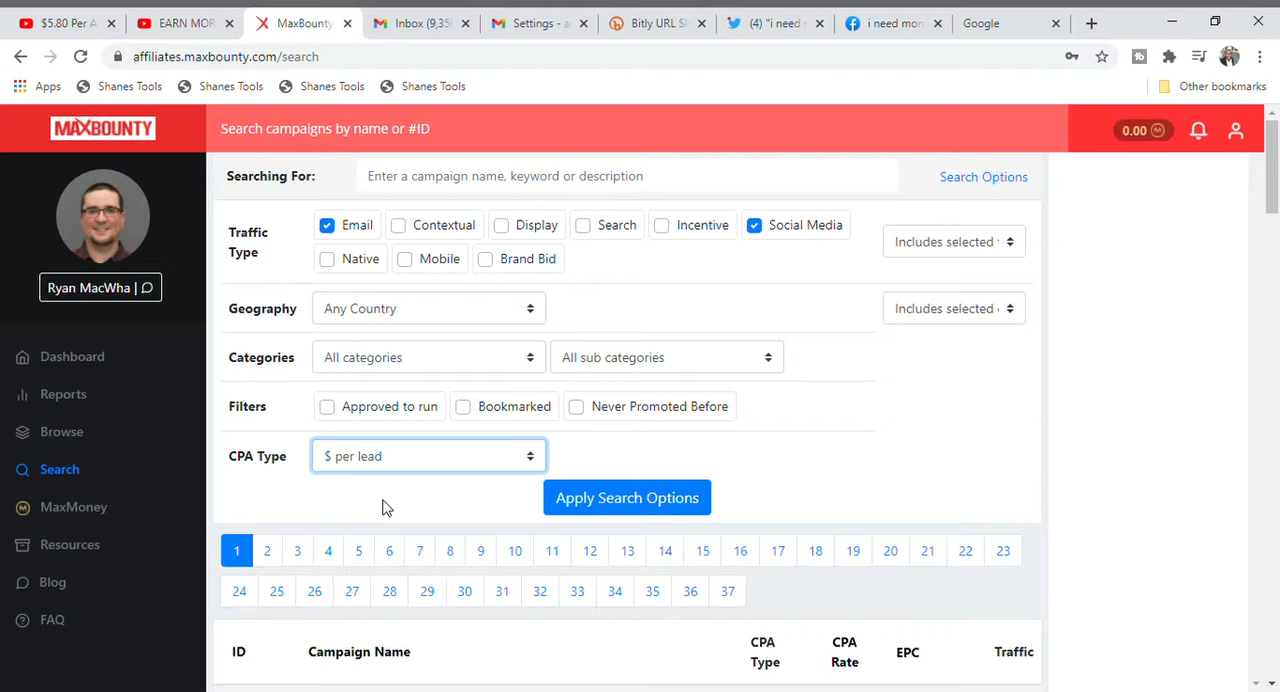 $5.80 Per A
EARN MOR
MaxBounty
Inbox (9,35
Settings - a
Bitly URL S
(4) "i need
i need mon
Google
affiliates.maxbounty.com/search
Apps
Shanes Tools
Shanes Tools
Shanes Tools
Shanes Tools
Other bookmarks
MAXBOUNTY
Search campaigns by name or #ID
0.00
Ryan MacWha |
Dashboard
Reports
Browse
Search
MaxMoney
Resources
Blog
FAQ
Searching For:
Enter a campaign name, keyword or description
Search Options
Traffic
Type
Email
Contextual
Display
Search
Incentive
Social Media
Native
Mobile
Brand Bid
Includes selected
Geography
Any Country
Includes selected
Categories
All categories
All sub categories
Filters
Approved to run
Bookmarked
Never Promoted Before
CPA Type
$ per lead
Apply Search Options
1 2 3 4 5 6 7 8 9 10 11 12 13 14 15 16 17 18 19 20 21 22 23
24 25 26 27 28 29 30 31 32 33 34 35 36 37
ID
Campaign Name
CPA
Type
CPA
Rate
EPC
Traffic